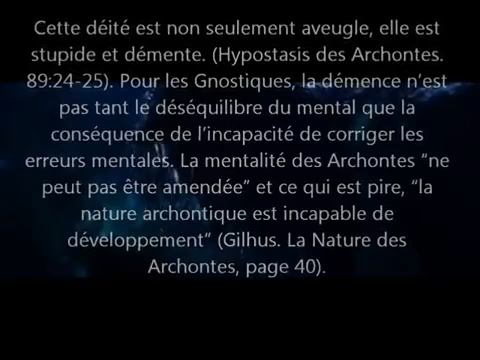 Cette déité est non seulement aveugle, elle est
stupide et démente. (Hypostasis des Archontes.
89:24-25). Pour les Gnostiques, la démence n’est
pas tant le déséquilibre du mental que la
conséquence de l’incapacité de corriger les
erreurs mentales. La mentalité des Archontes “ne
peut pas être amendée” et ce qui est pire, “la
nature archontique est incapable de
développement” (Gilhus. La Nature des
Archontes, page 40).